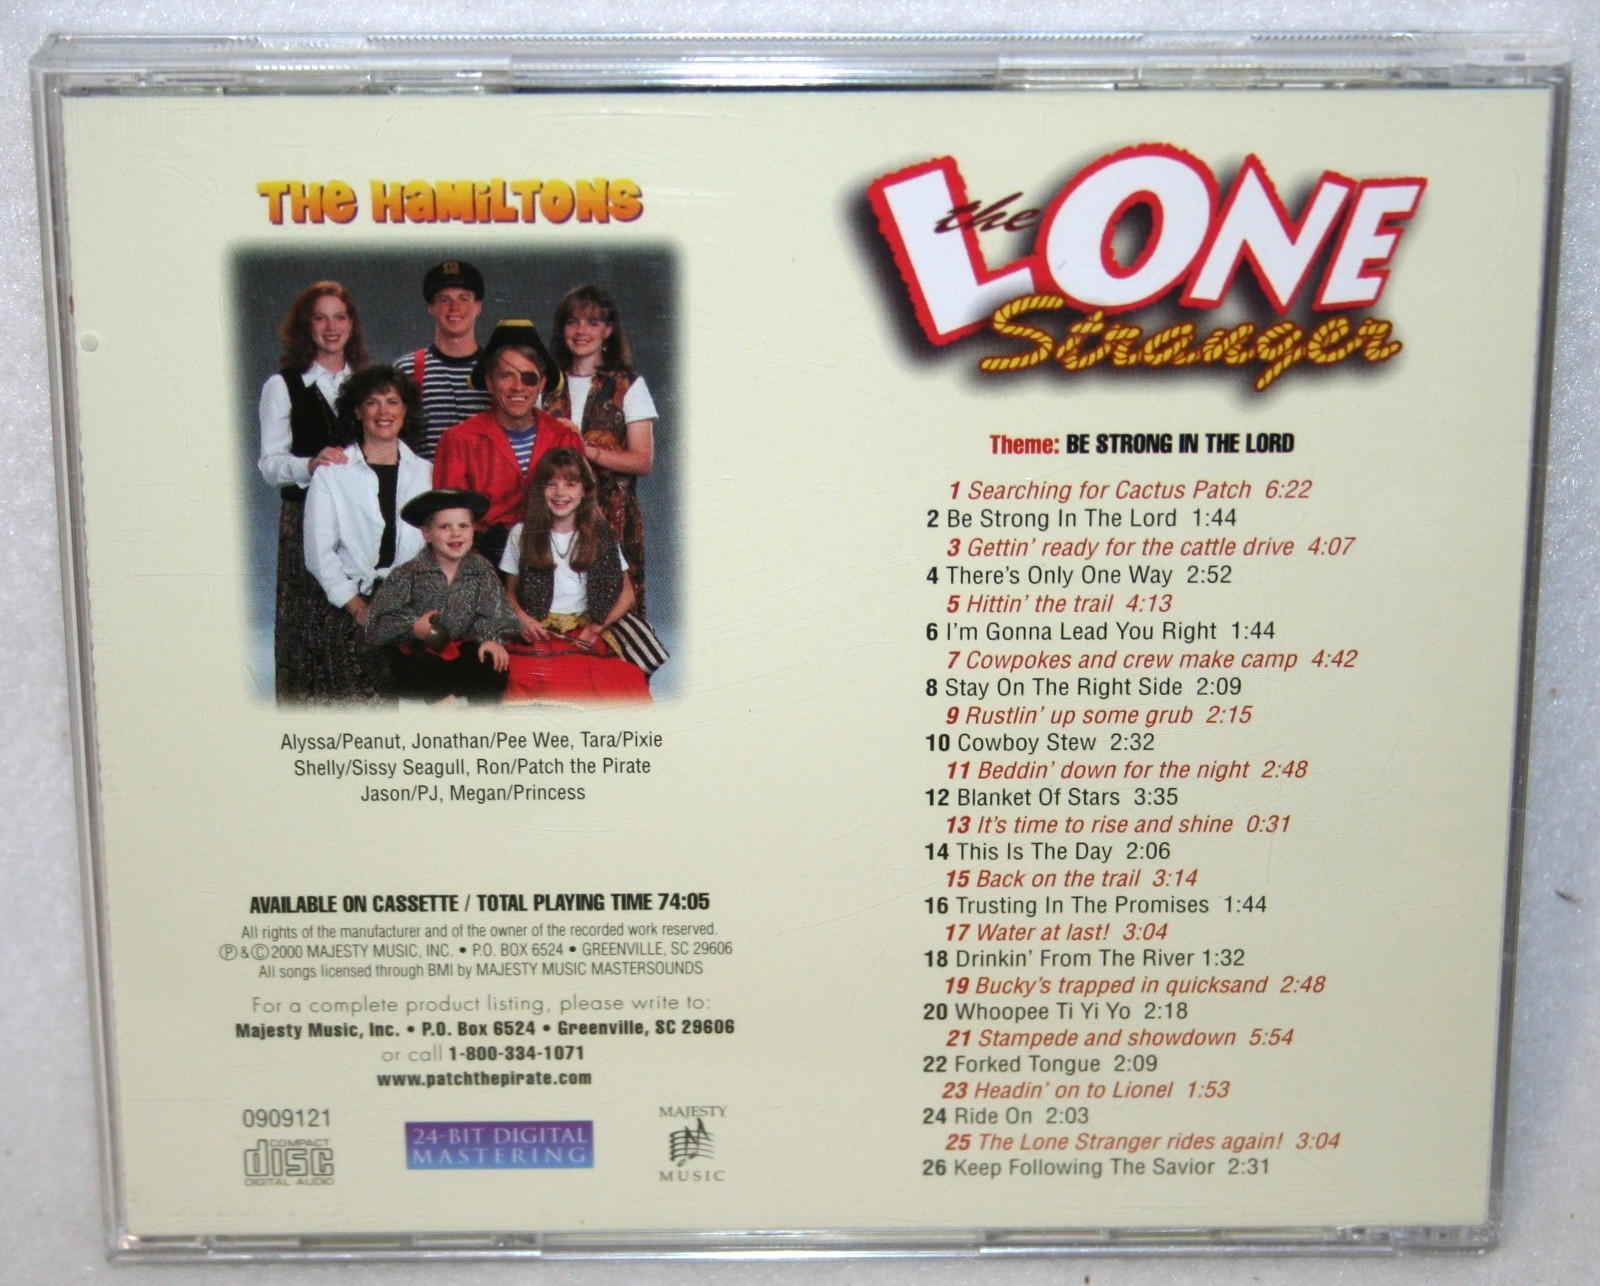 THE HAMILTONS
Alyssa/Peanut, Jonathan/Pee Wee, Tara/Pixie
Shelly/Sissy Seagull, Ron/Patch the Pirate
Jason/PJ, Megan/Princess
AVAILABLE ON CASSETTE / TOTAL PLAYING TIME 74:05
All rights of the manufacturer and of the owner of the recorded work reserved.
Ⓟ&Ⓒ2000 MAJESTY MUSIC, INC. • P.O. BOX 6524 • GREENVILLE, SC 29606
All songs licensed through BMI by MAJESTY MUSIC MASTERSOUNDS
For a complete product listing, please write to:
Majesty Music, Inc. • P.O. Box 6524 • Greenville, SC 29606
or call 1-800-334-1071
www.patchthepirate.com
0909121
COMPACT
disc
DIGITAL AUDIO
24-BIT DIGITAL
MASTERING
MAJESTY
M
MUSIC
the LONE
Stranger
Theme: BE STRONG IN THE LORD
1 Searching for Cactus Patch 6:22
2 Be Strong In The Lord 1:44
3 Gettin' ready for the cattle drive 4:07
4 There's Only One Way 2:52
5 Hittin' the trail 4:13
6 I'm Gonna Lead You Right 1:44
7 Cowpokes and crew make camp 4:42
8 Stay On The Right Side 2:09
9 Rustlin' up some grub 2:15
10 Cowboy Stew 2:32
11 Beddin' down for the night 2:48
12 Blanket Of Stars 3:35
13 It's time to rise and shine 0:31
14 This Is The Day 2:06
15 Back on the trail 3:14
16 Trusting In The Promises 1:44
17 Water at last! 3:04
18 Drinkin' From The River 1:32
19 Bucky's trapped in quicksand 2:48
20 Whoopee Ti Yi Yo 2:18
21 Stampede and showdown 5:54
22 Forked Tongue 2:09
23 Headin' on to Lionel 1:53
24 Ride On 2:03
25 The Lone Stranger rides again! 3:04
26 Keep Following The Savior 2:31